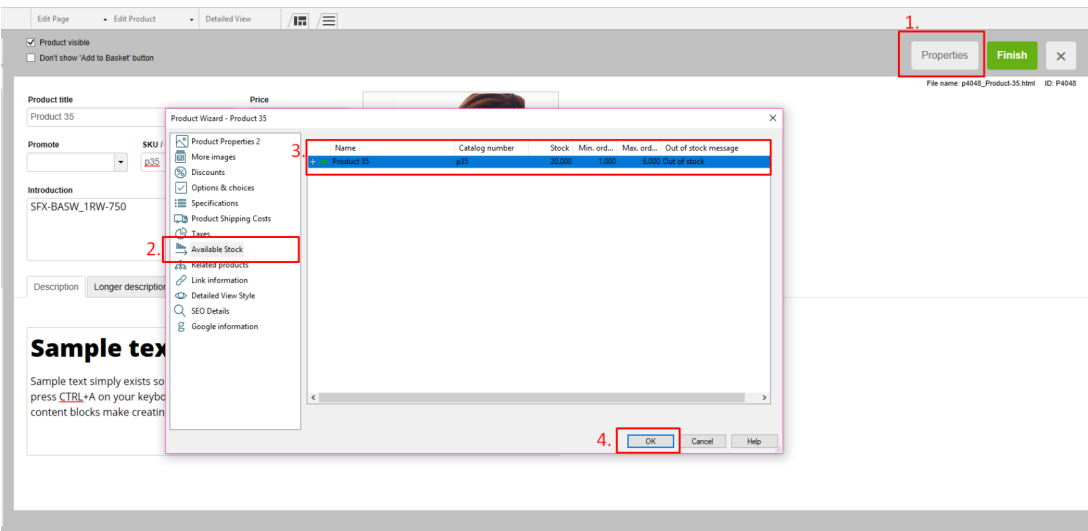 Edit Page Edit Product Detailed View
1.
Product visible
Don't show 'Add to Basket' button
Properties Finish
File name: p4048_Product-35.html ID: P4048
Product title Price
Product 35
Promote SKU /
p35
Introduction
SFX-BASW_1RW-750
Description Longer description
Sample tex
Sample text simply exists so
press CTRL+A on your keybo
content blocks make creatin
Product Wizard - Product 35
Product Properties 2
More images
Discounts
Options & choices
Specifications
Product Shipping Costs
Taxes
2.
Available Stock
Related products
Link information
Detailed View Style
SEO Details
Google information
3.
Name Catalog number Stock Min. ord... Max. ord... Out of stock message
Product 35 p35 20.000 1.000 6.000 Out of stock
4.
OK Cancel Help